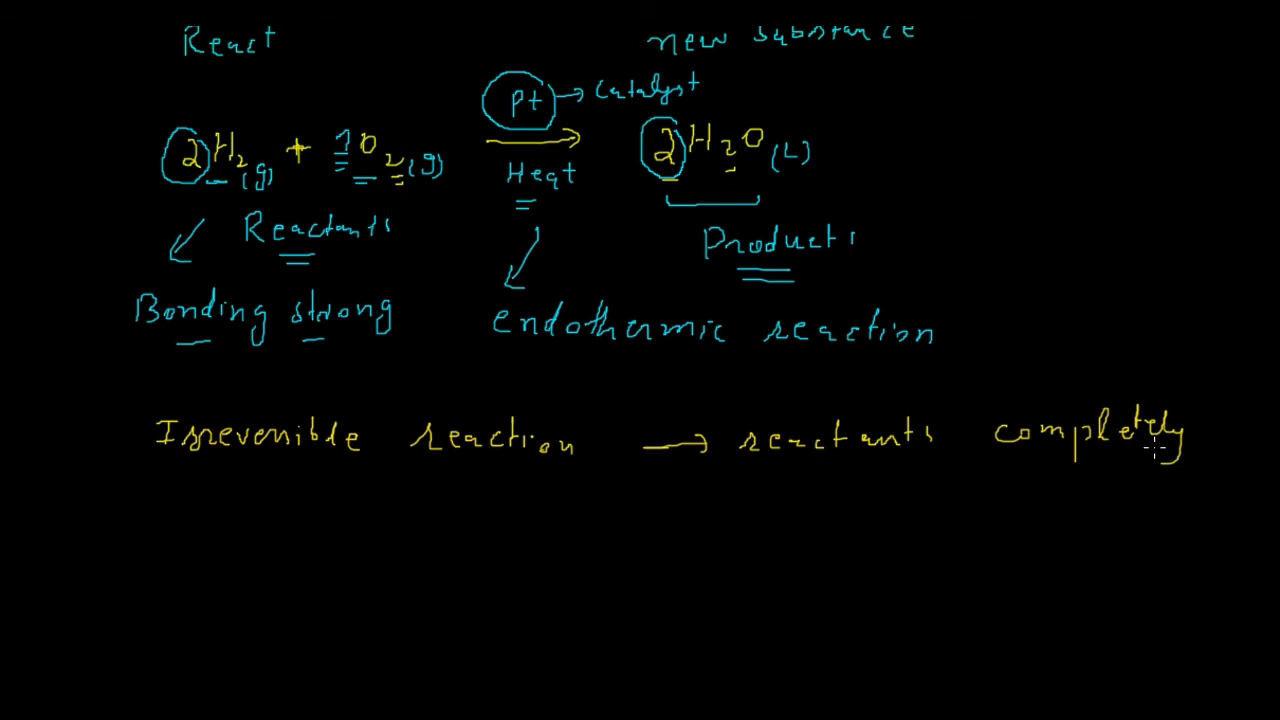 React new substance
Pt → Catalyst
2H2(g) + 1O2(g) → 2H2O(L)
Heat
Reactants Products
Bonding strong endothermic reaction
Irreversible reaction → reactants completely